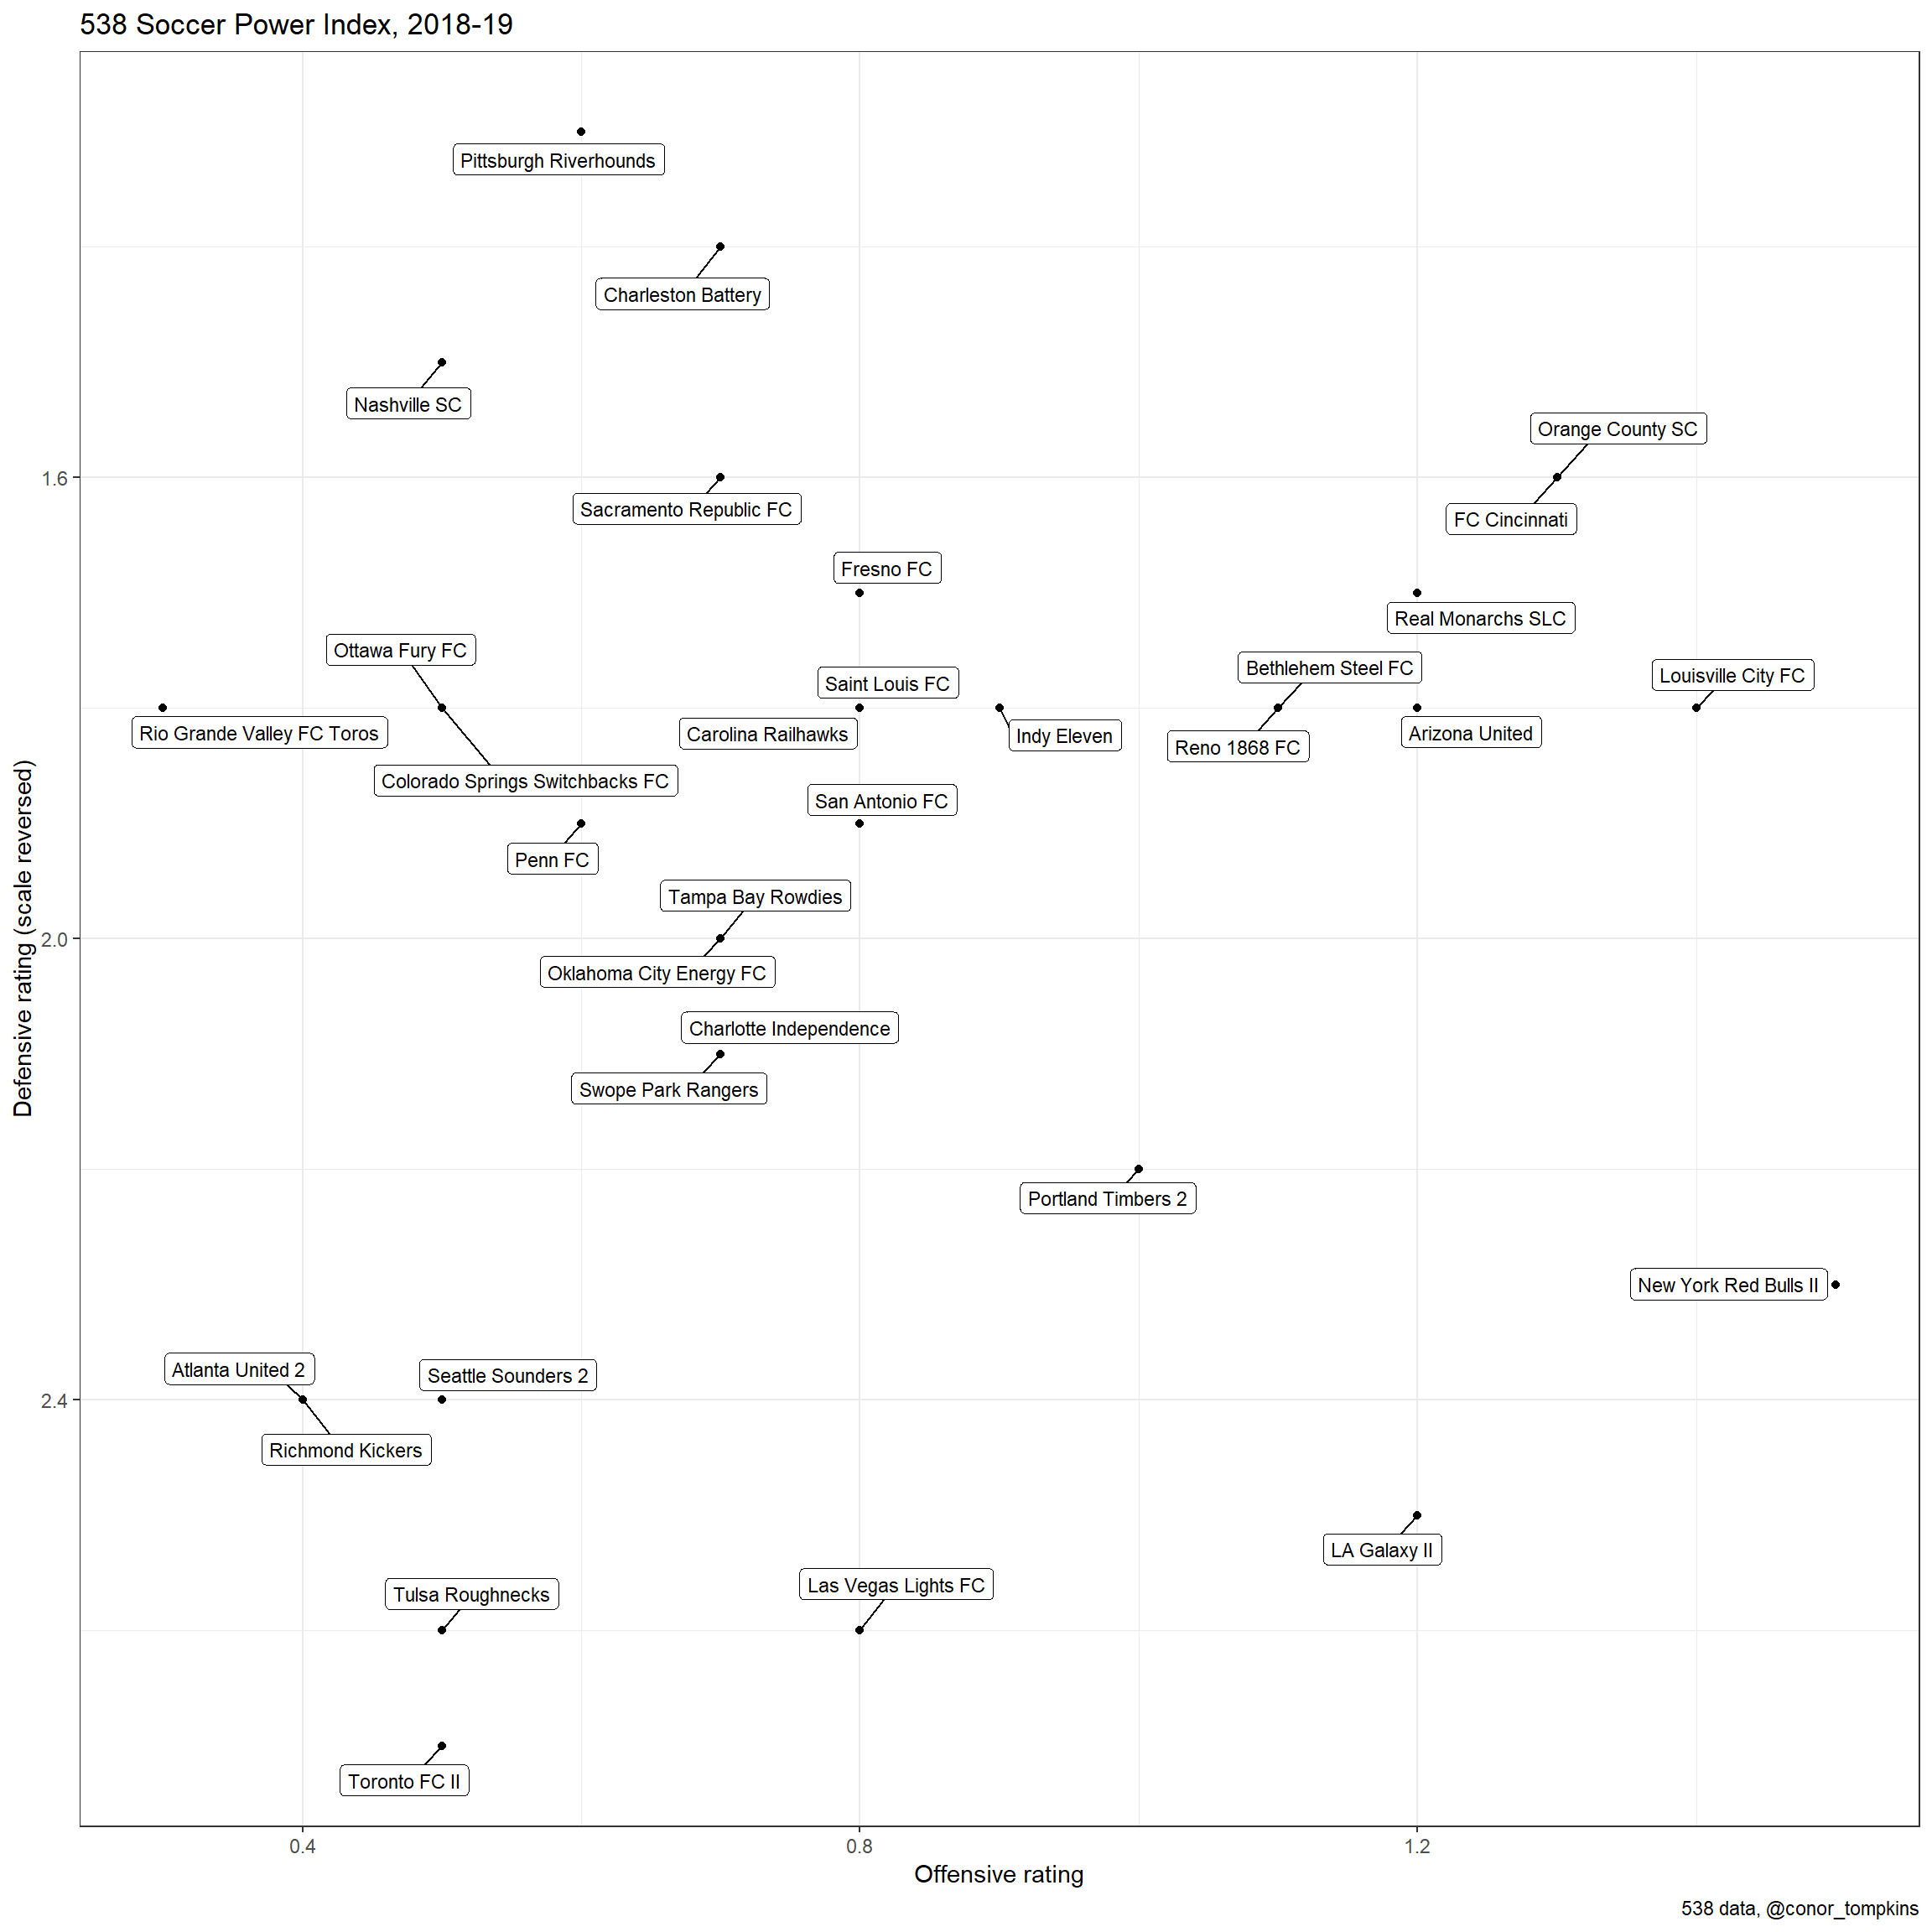 538 Soccer Power Index, 2018-19
Pittsburgh Riverhounds
Charleston Battery
Nashville SC
Orange County SC
1.6
Sacramento Republic FC
FC Cincinnati
Fresno FC
Real Monarchs SLC
Ottawa Fury FC
Bethlehem Steel FC
Louisville City FC
Saint Louis FC
Rio Grande Valley FC Toros
Carolina Railhawks
Indy Eleven
Reno 1868 FC
Arizona United
Colorado Springs Switchbacks FC
San Antonio FC
Penn FC
Tampa Bay Rowdies
2.0
Defensive rating (scale reversed)
Oklahoma City Energy FC
Charlotte Independence
Swope Park Rangers
Portland Timbers 2
New York Red Bulls II
Atlanta United 2
Seattle Sounders 2
2.4
Richmond Kickers
LA Galaxy II
Las Vegas Lights FC
Tulsa Roughnecks
Toronto FC II
0.4
0.8
1.2
Offensive rating
538 data, @conor_tompkins